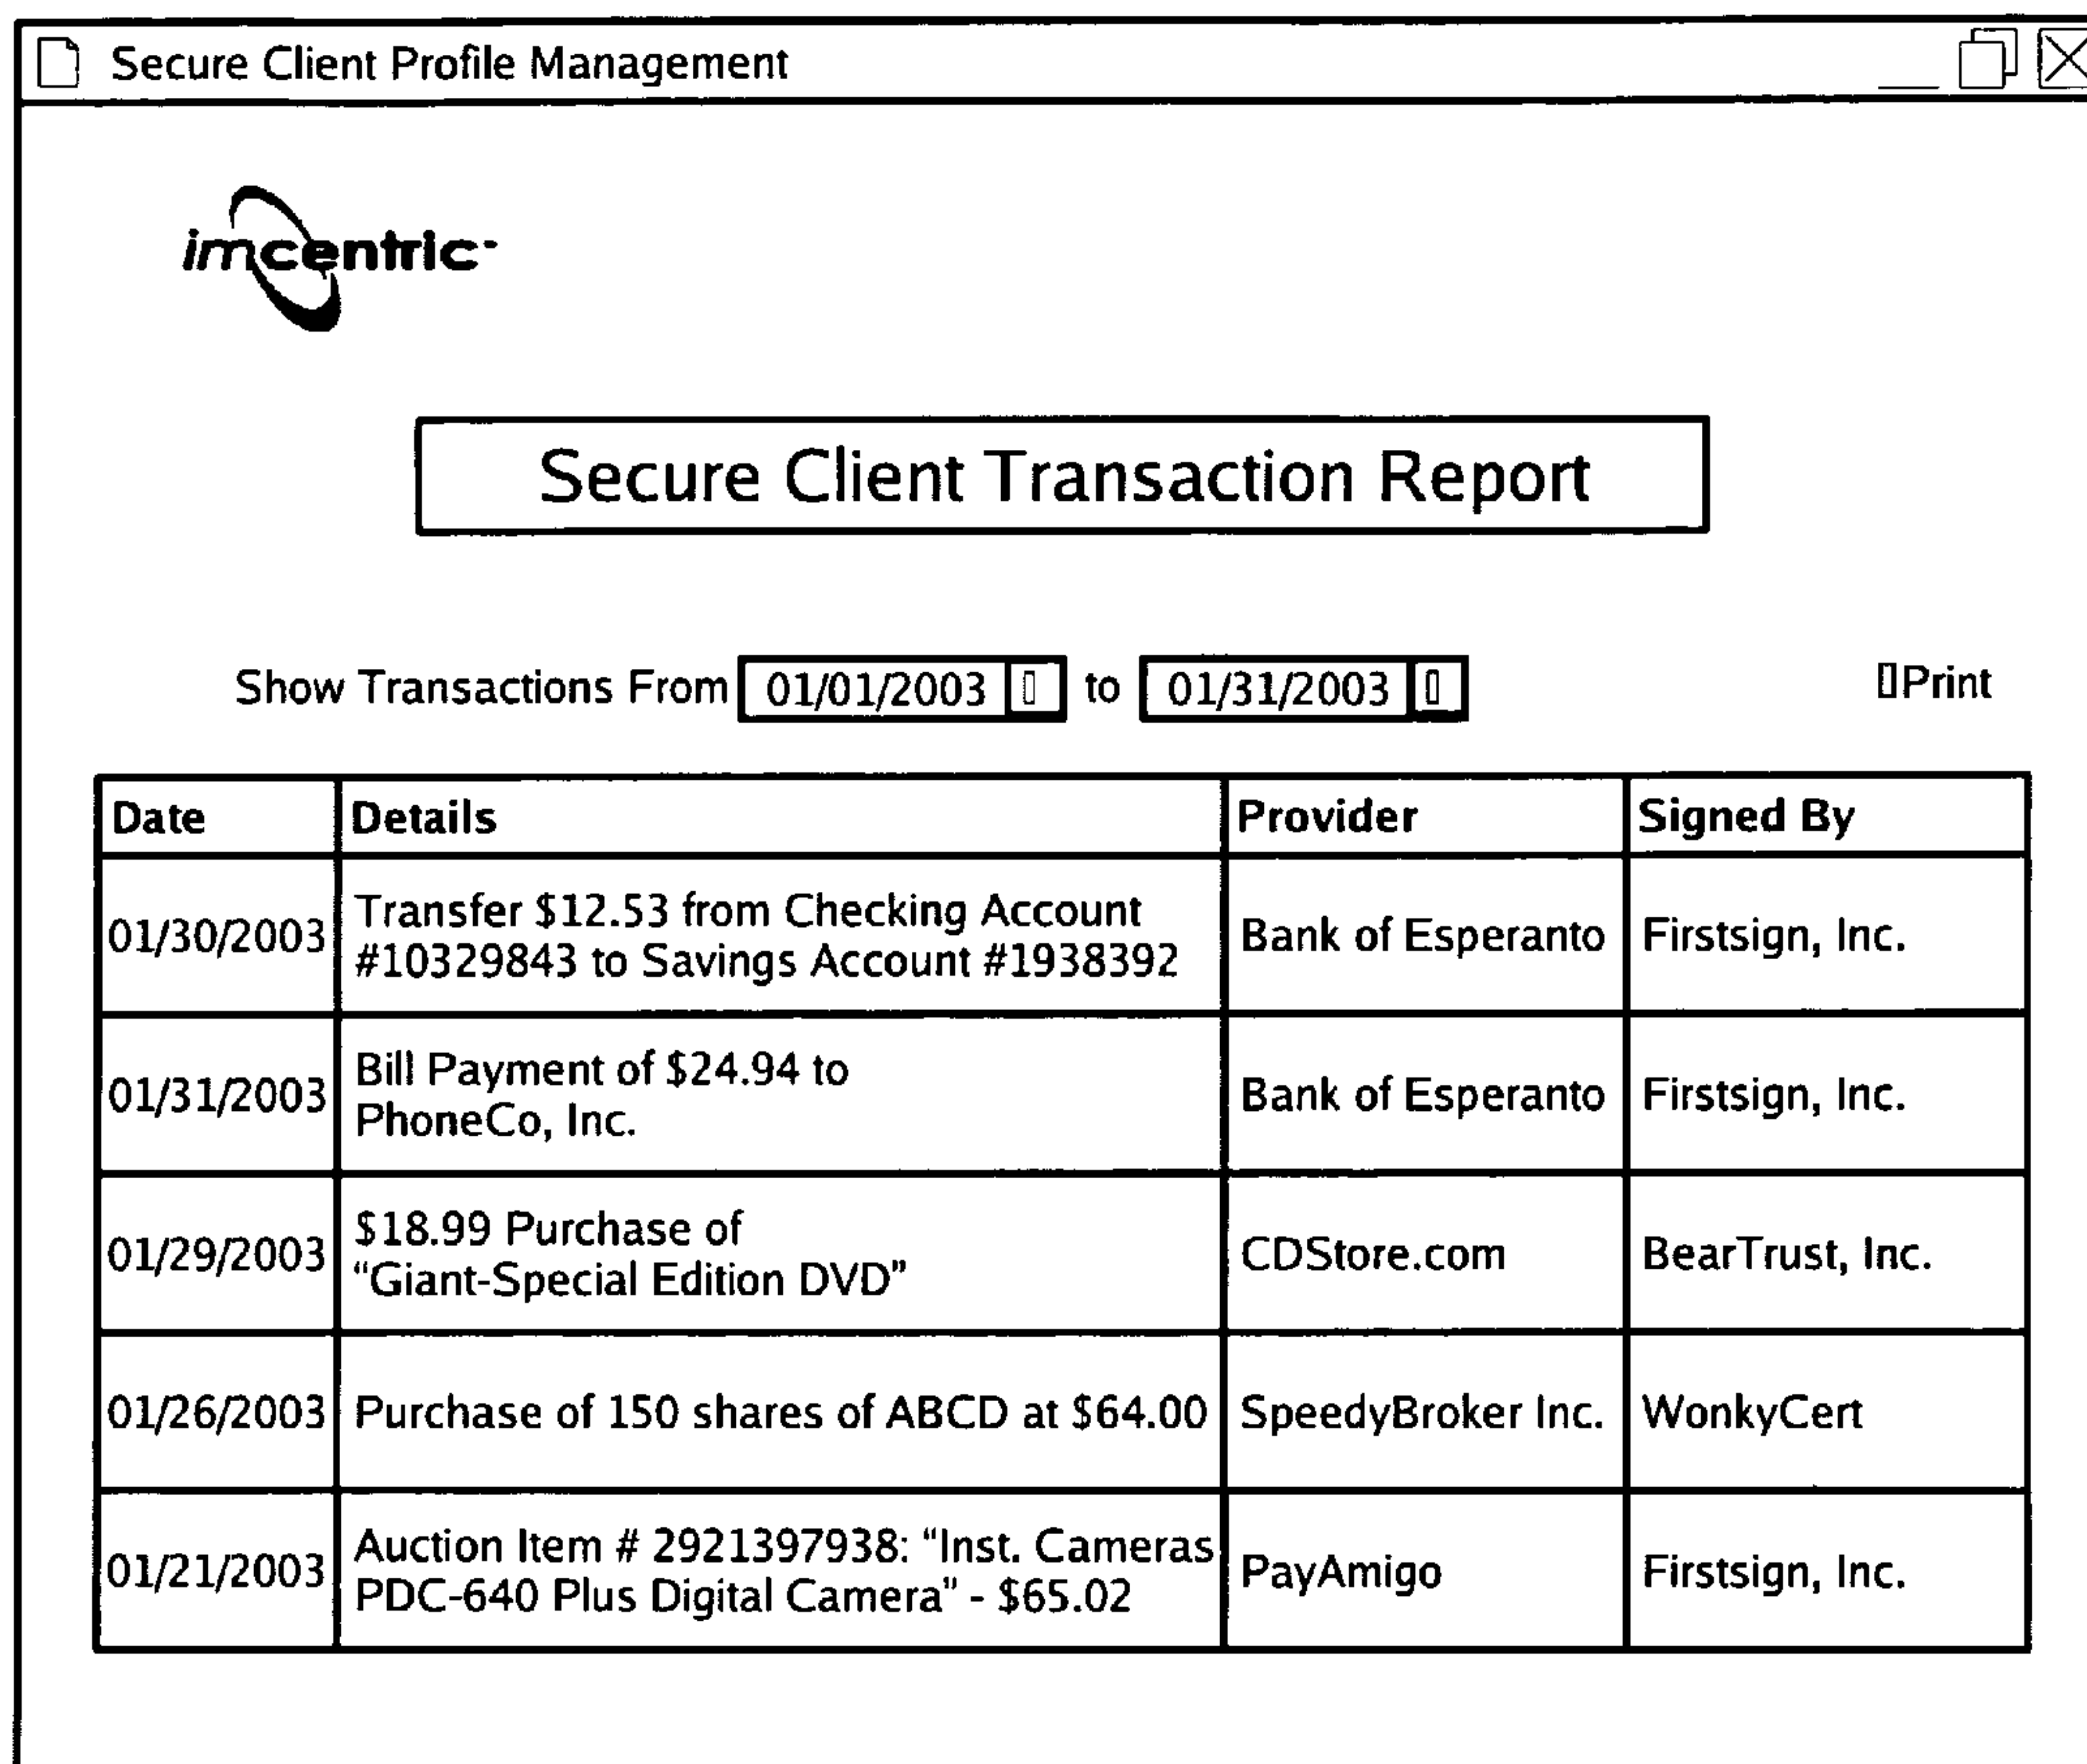 Secure Client Profile Management
imcentric
Secure Client Transaction Report
Show Transactions From 01/01/2003 to 01/31/2003 Print
Date Details Provider Signed By
01/30/2003 Transfer $12.53 from Checking Account
#10329843 to Savings Account #1938392 Bank of Esperanto Firstsign, Inc.
01/31/2003 Bill Payment of $24.94 to
PhoneCo, Inc. Bank of Esperanto Firstsign, Inc.
01/29/2003 $18.99 Purchase of
“Giant-Special Edition DVD” CDStore.com BearTrust, Inc.
01/26/2003 Purchase of 150 shares of ABCD at $64.00 SpeedyBroker Inc. WonkyCert
01/21/2003 Auction Item # 2921397938: “Inst. Cameras
PDC-640 Plus Digital Camera” - $65.02 PayAmigo Firstsign, Inc.